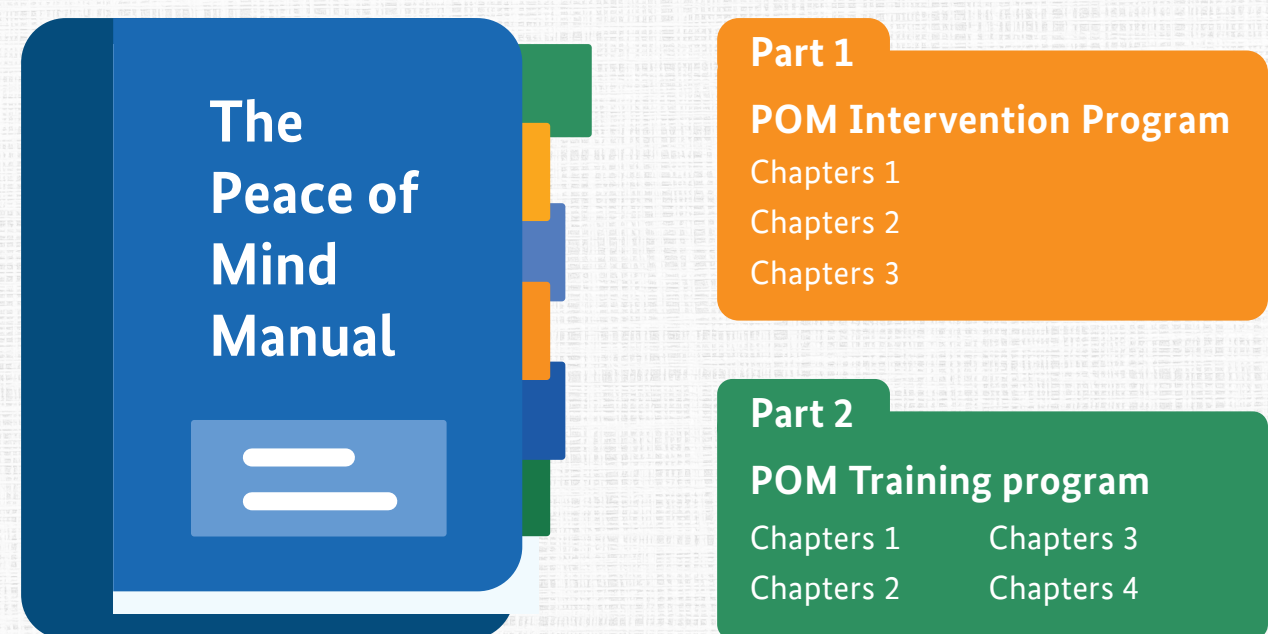 The
Peace of
Mind
Manual
Part 1
POM Intervention Program
Chapters 1
Chapters 2
Chapters 3
Part 2
POM Training program
Chapters 1
Chapters 2
Chapters 3
Chapters 4